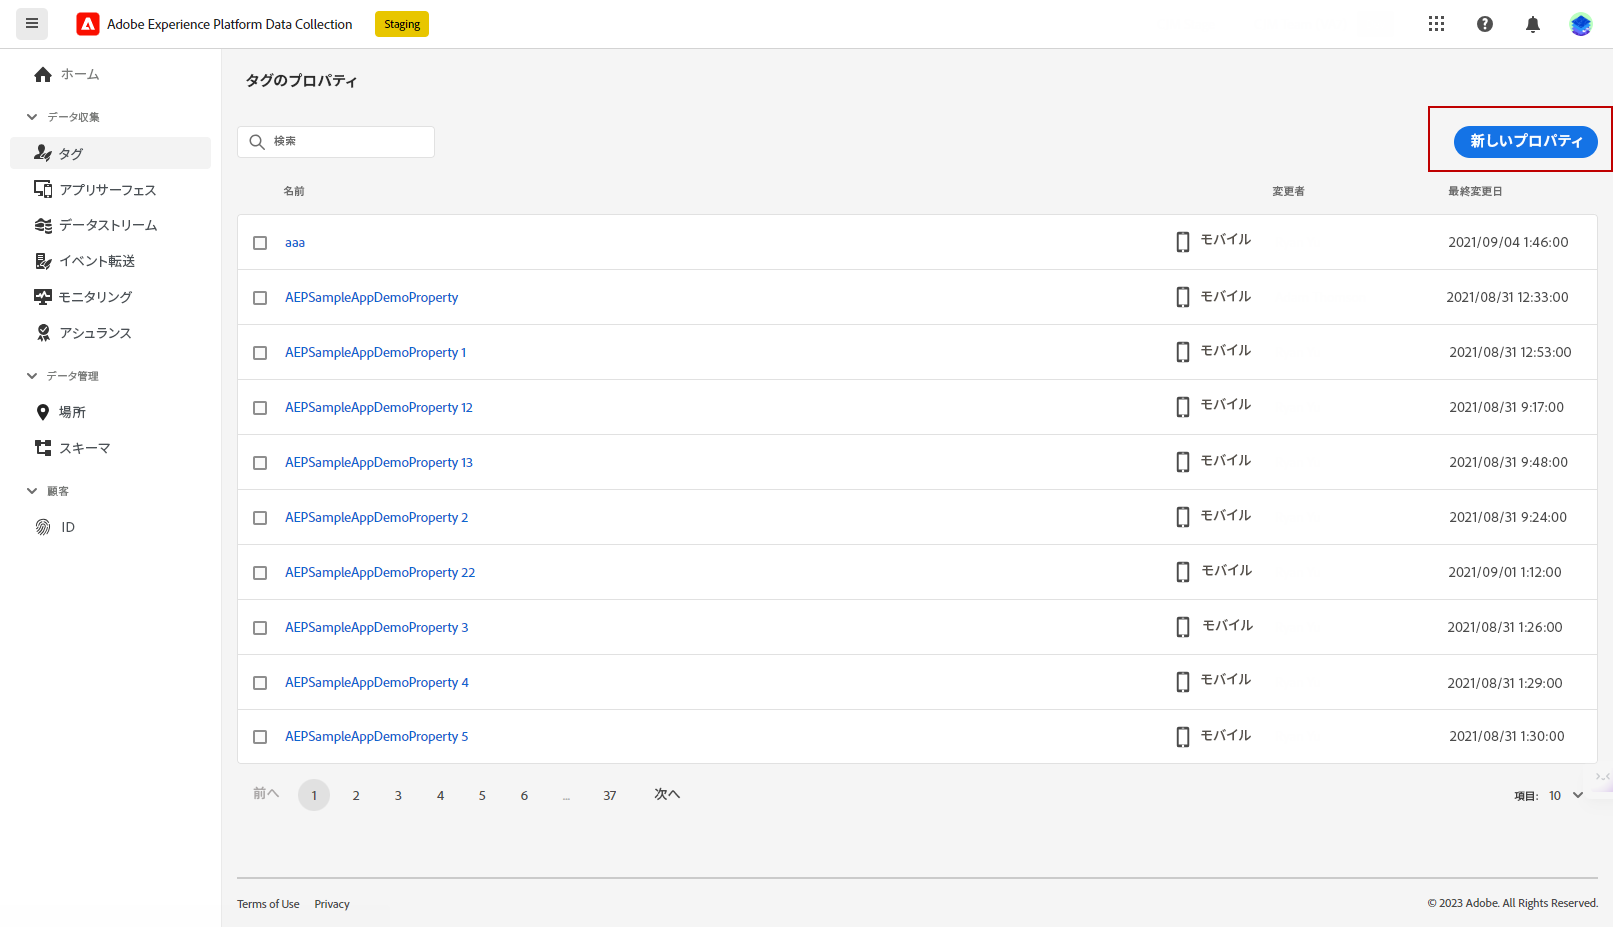 Adobe Experience Platform Data Collection Staging
ホーム
データ収集
タグ
アプリサーフェス
データストリーム
イベント転送
モニタリング
アシュランス
データ管理
場所
スキーマ
顧客
ID
タグのプロパティ
検索
新しいプロパティ
名前 変更者 最終変更日
aaa モバイル 2021/09/04 1:46:00
AEPSampleAppDemoProperty モバイル 2021/08/31 12:33:00
AEPSampleAppDemoProperty 1 モバイル 2021/08/31 12:53:00
AEPSampleAppDemoProperty 12 モバイル 2021/08/31 9:17:00
AEPSampleAppDemoProperty 13 モバイル 2021/08/31 9:48:00
AEPSampleAppDemoProperty 2 モバイル 2021/08/31 9:24:00
AEPSampleAppDemoProperty 22 モバイル 2021/09/01 1:12:00
AEPSampleAppDemoProperty 3 モバイル 2021/08/31 1:26:00
AEPSampleAppDemoProperty 4 モバイル 2021/08/31 1:29:00
AEPSampleAppDemoProperty 5 モバイル 2021/08/31 1:30:00
前へ 1 2 3 4 5 6 ... 37 次へ 項目: 10
Terms of Use Privacy © 2023 Adobe. All Rights Reserved.